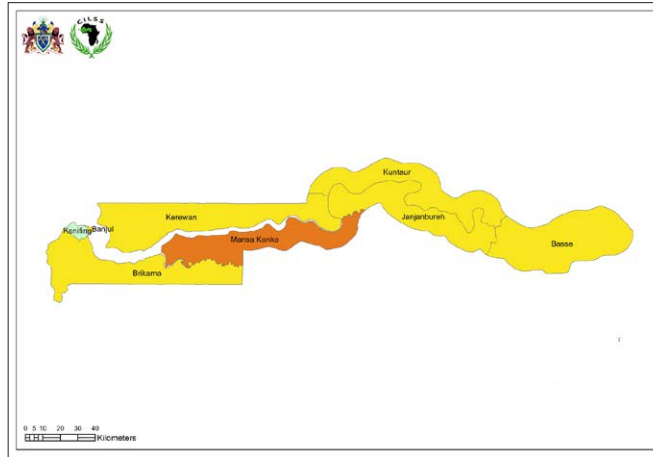 CILSS
Kuntaur
Kerewan
Janjanbureh
Kanifing
Banjul
Mansa Konko
Basse
Brikama
0 5 10 20 30 40
Kilometers